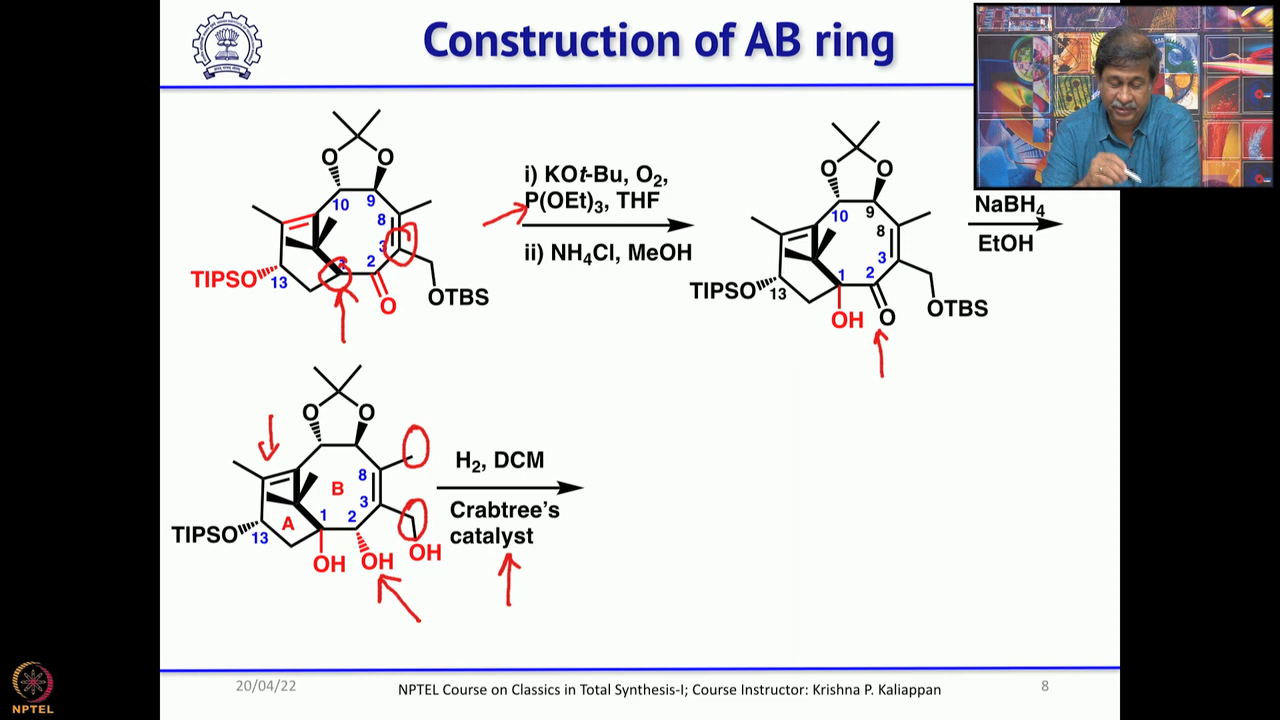 Construction of AB ring
O O
10 9
8
3
2
TIPSO 13
O
OTBS
i) KOt-Bu, O2,
P(OEt)3, THF
ii) NH4Cl, MeOH
O O
10 9
8
3
1 2
TIPSO 13
OH O
OTBS
NaBH4
EtOH
O O
8
B
3
A 1 2
TIPSO 13
OH OH OH
H2, DCM
Crabtree's
catalyst
NPTEL
20/04/22
NPTEL Course on Classics in Total Synthesis-I; Course Instructor: Krishna P. Kaliappan
8